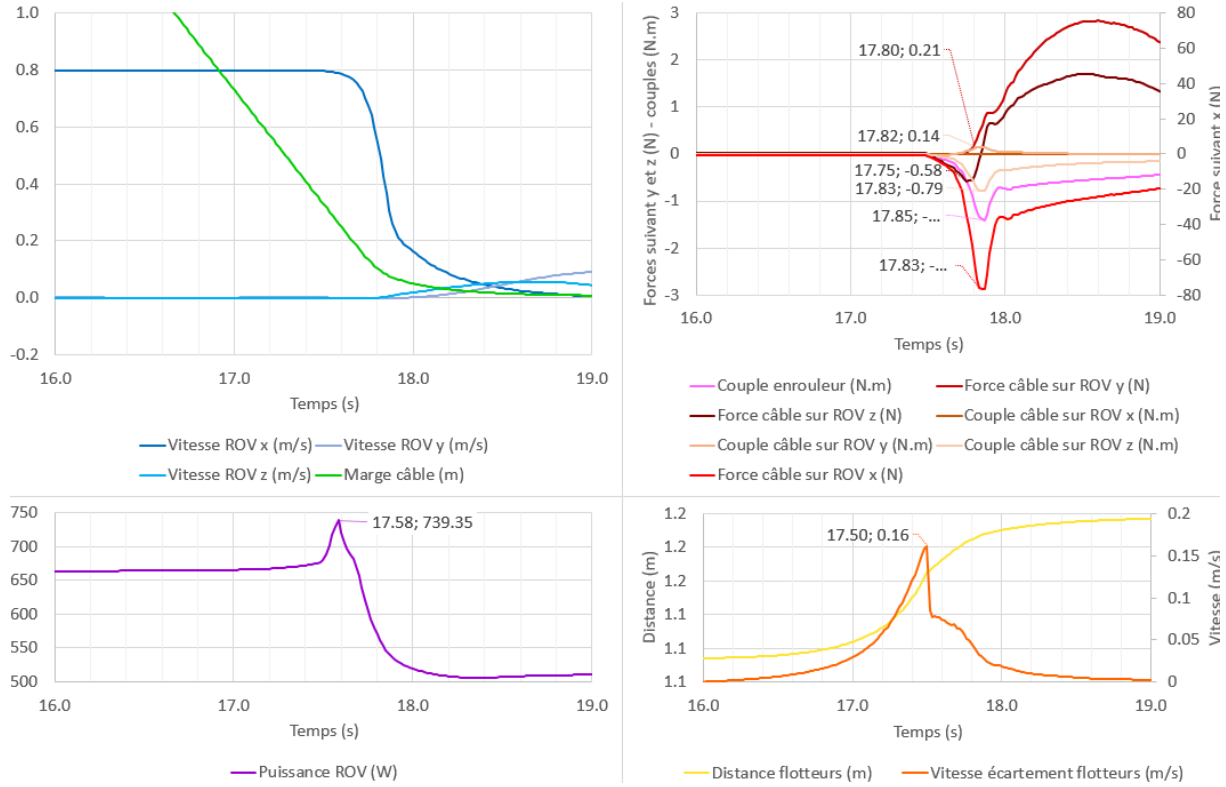 1.0
0.8
0.6
0.4
0.2
0.0
-0.2
16.0 17.0 18.0 19.0
Temps (s)
Vitesse ROV x (m/s) Vitesse ROV y (m/s)
Vitesse ROV z (m/s) Marge câble (m)
Forces suivant y et z (N) - couples (N.m)
3 80
2 60
40
1 20
0 0
-20
-1
-40
-2 -60
-3 -80
Force suivant x (N)
17.80; 0.21
17.82; 0.14
17.75; -0.58
17.83; -0.79
17.85; -...
17.83; -...
16.0 17.0 18.0 19.0
Temps (s)
Couple enrouleur (N.m) Force câble sur ROV y (N)
Force câble sur ROV z (N) Couple câble sur ROV x (N.m)
Couple câble sur ROV y (N.m) Couple câble sur ROV z (N.m)
Force câble sur ROV x (N)
750
700
650
600
550
500
17.58; 739.35
16.0 17.0 18.0 19.0
Temps (s)
Puissance ROV (W)
Distance (m)
1.2 0.2
1.2 0.15
1.2
0.1
1.1
0.05
1.1
1.1 0
Vitesse (m/s)
17.50; 0.16
16.0 17.0 18.0 19.0
Temps (s)
Distance flotteurs (m) Vitesse écartement flotteurs (m/s)